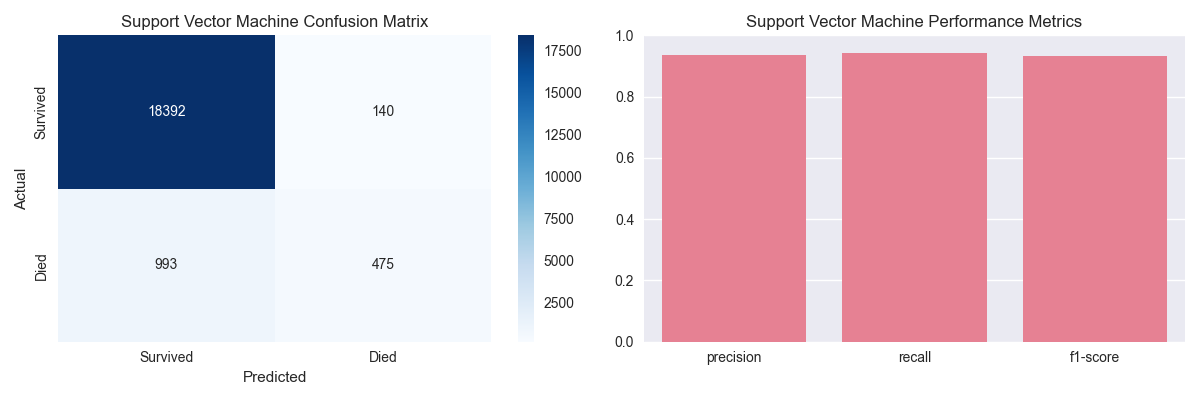 Support Vector Machine Confusion Matrix
Actual
Survived
Died
18392
140
993
475
Survived
Died
Predicted
17500
15000
12500
10000
7500
5000
2500
Support Vector Machine Performance Metrics
1.0
0.8
0.6
0.4
0.2
0.0
precision
recall
f1-score